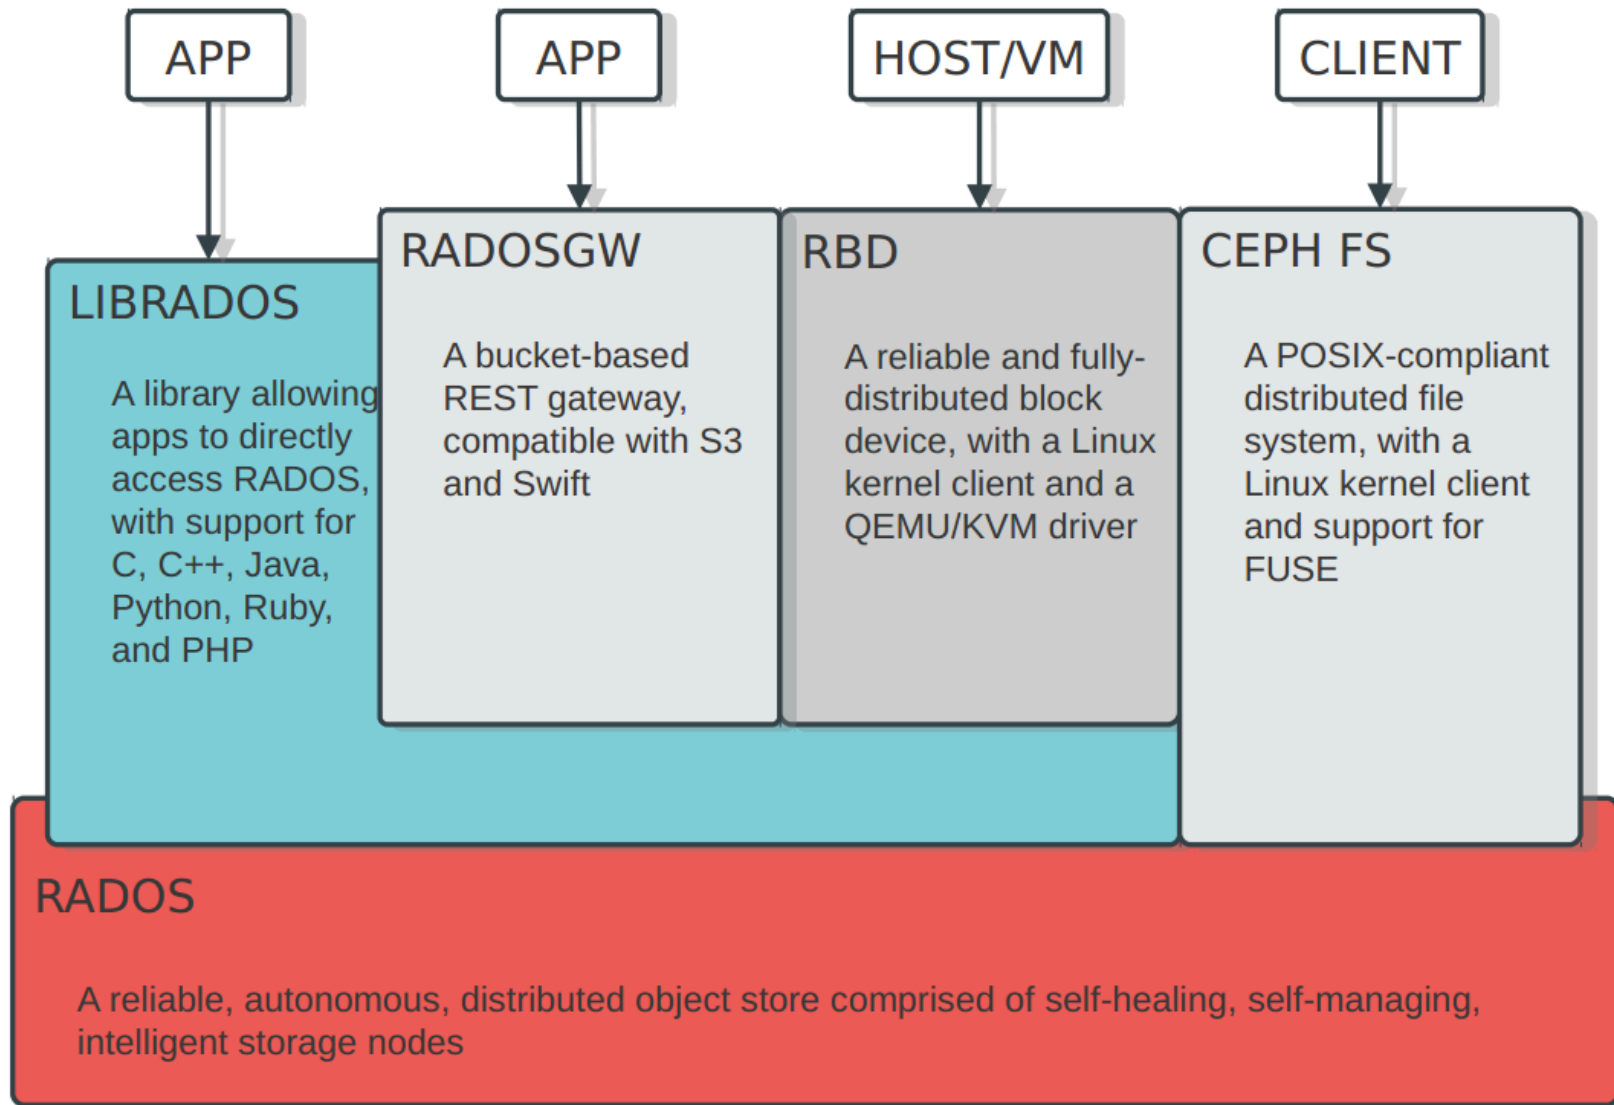 APP
APP
HOST/VM
CLIENT
LIBRADOS
A library allowing
apps to directly
access RADOS,
with support for
C, C++, Java,
Python, Ruby,
and PHP
RADOSGW
A bucket-based
REST gateway,
compatible with S3
and Swift
RBD
A reliable and fully-
distributed block
device, with a Linux
kernel client and a
QEMU/KVM driver
CEPH FS
A POSIX-compliant
distributed file
system, with a
Linux kernel client
and support for
FUSE
RADOS
A reliable, autonomous, distributed object store comprised of self-healing, self-managing,
intelligent storage nodes